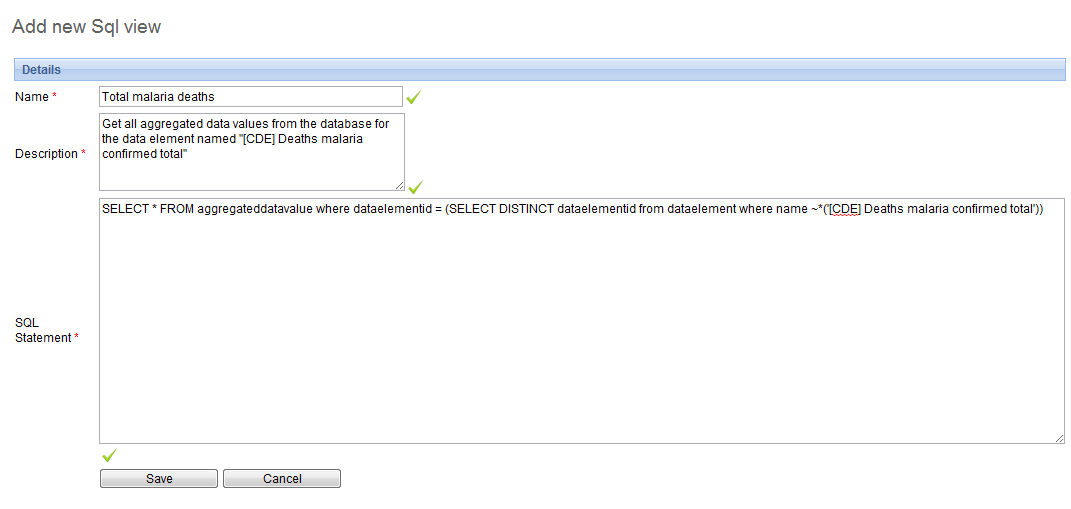 Add new Sql view
Details
Name *
Total malaria deaths
Description *
Get all aggregated data values from the database for
the data element named "[CDE] Deaths malaria
confirmed total"
SQL
Statement *
SELECT * FROM aggregateddatavalue where dataelementid = (SELECT DISTINCT dataelementid from dataelement where name ~*('[CDE] Deaths malaria confirmed total'))
Save
Cancel